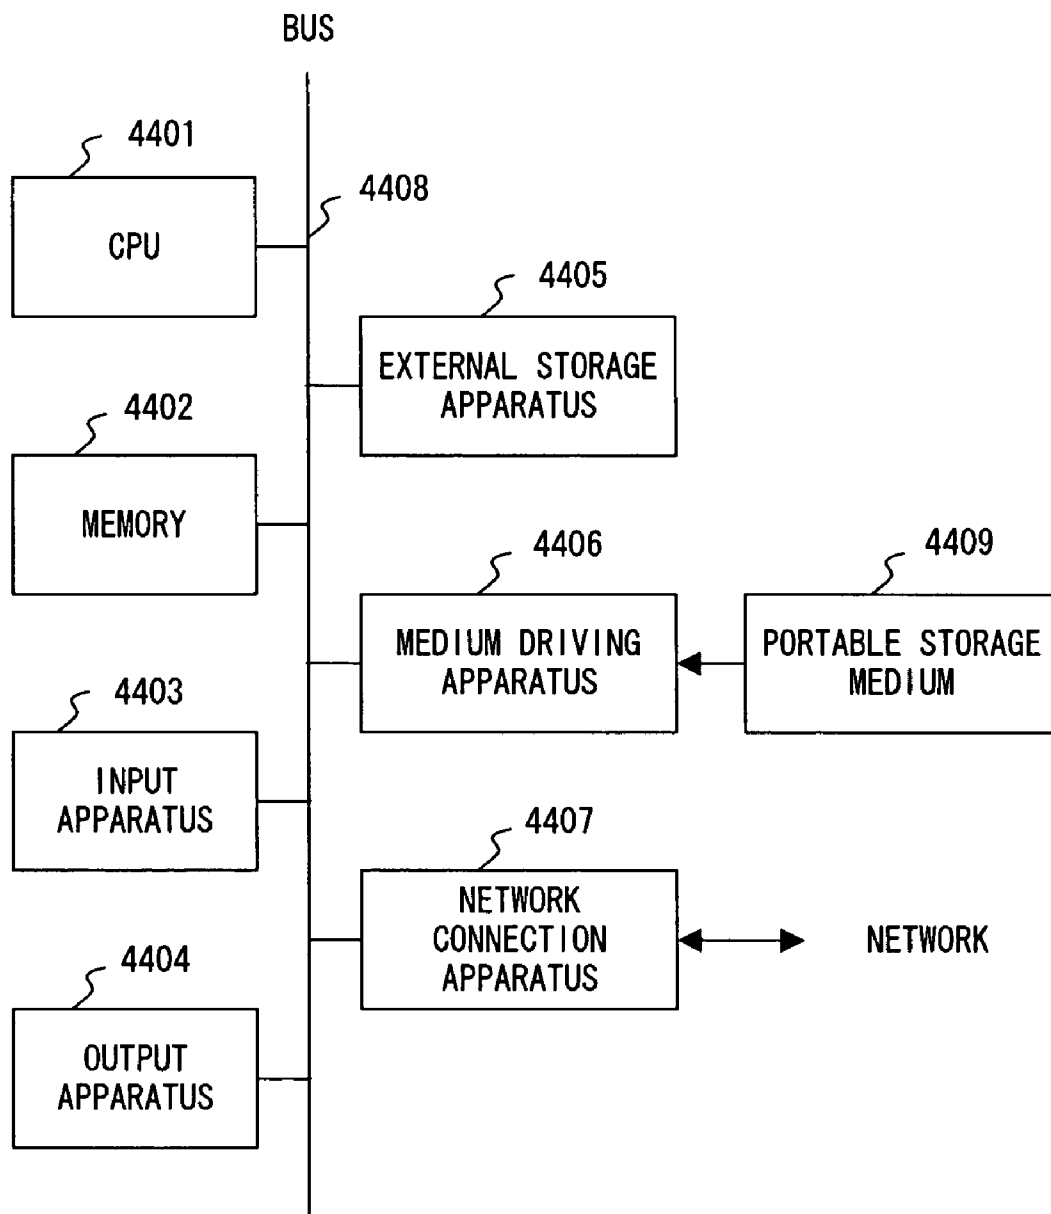 BUS
4401
CPU
4408
4405
EXTERNAL STORAGE
APPARATUS
4402
MEMORY
4406
MEDIUM DRIVING
APPARATUS
4409
PORTABLE STORAGE
MEDIUM
4403
INPUT
APPARATUS
4407
NETWORK
CONNECTION
APPARATUS
NETWORK
4404
OUTPUT
APPARATUS